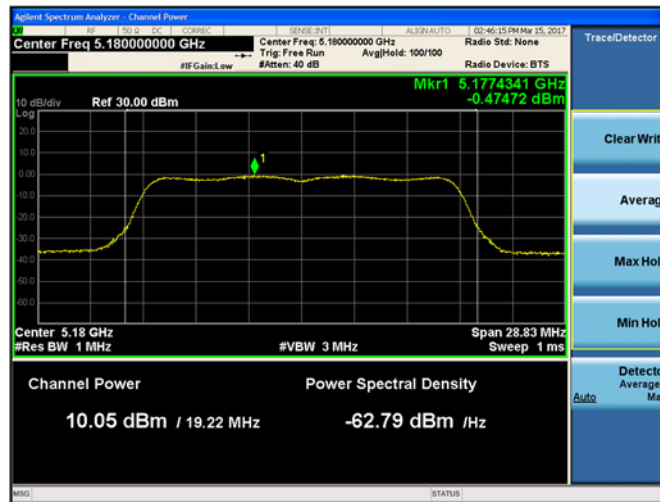 Agilent Spectrum Analyzer - Channel Power
RF 50 Ω DC CORREC SENSE:INT ALIGN AUTO 02:46:15 PM Mar 15, 2017
Center Freq 5.180000000 GHz
Center Freq: 5.180000000 GHz
Radio Std: None
Trig: Free Run Avg|Hold: 100/100
#IFGain:Low #Atten: 40 dB Radio Device: BTS
Trace/Detector
Mkr1 5.1774341 GHz
-0.47472 dBm
10 dB/div Ref 30.00 dBm
Log
20.0
10.0
0.00
-10.0
-20.0
-30.0
-40.0
-50.0
-60.0
1
Center 5.18 GHz Span 28.83 MHz
#Res BW 1 MHz #VBW 3 MHz Sweep 1 ms
Channel Power Power Spectral Density
10.05 dBm / 19.22 MHz -62.79 dBm /Hz
Clear Writ
Averag
Max Hol
Min Hol
Detecto
Average
Auto Ma
MSG STATUS